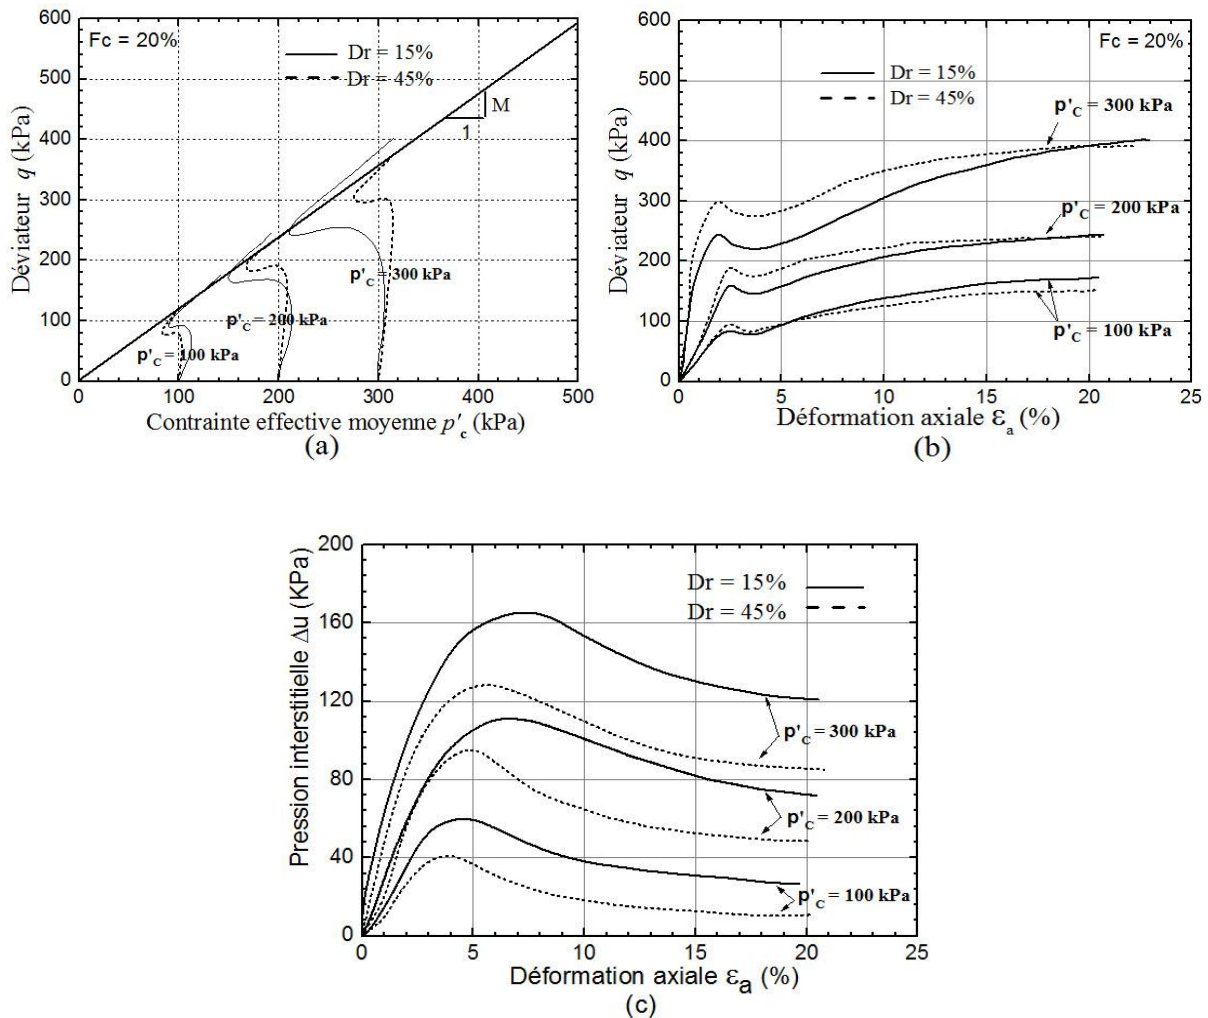 600
500
400
300
200
100
0
Déviateur q (kPa)
Fc = 20%
Dr = 15%
Dr = 45%
M
1
p'C = 300 kPa
p'C = 200 kPa
p'C = 100 kPa
0 100 200 300 400 500
Contrainte effective moyenne p'c (kPa)
(a)
600
500
400
300
200
100
0
Déviateur q (kPa)
Fc = 20%
Dr = 15%
Dr = 45%
p'C = 300 kPa
p'C = 200 kPa
p'C = 100 kPa
0 5 10 15 20 25
Déformation axiale εa (%)
(b)
200
160
120
80
40
0
Pression interstitielle Δu (KPa)
Dr = 15%
Dr = 45%
p'C = 300 kPa
p'C = 200 kPa
p'C = 100 kPa
0 5 10 15 20 25
Déformation axiale εa (%)
(c)